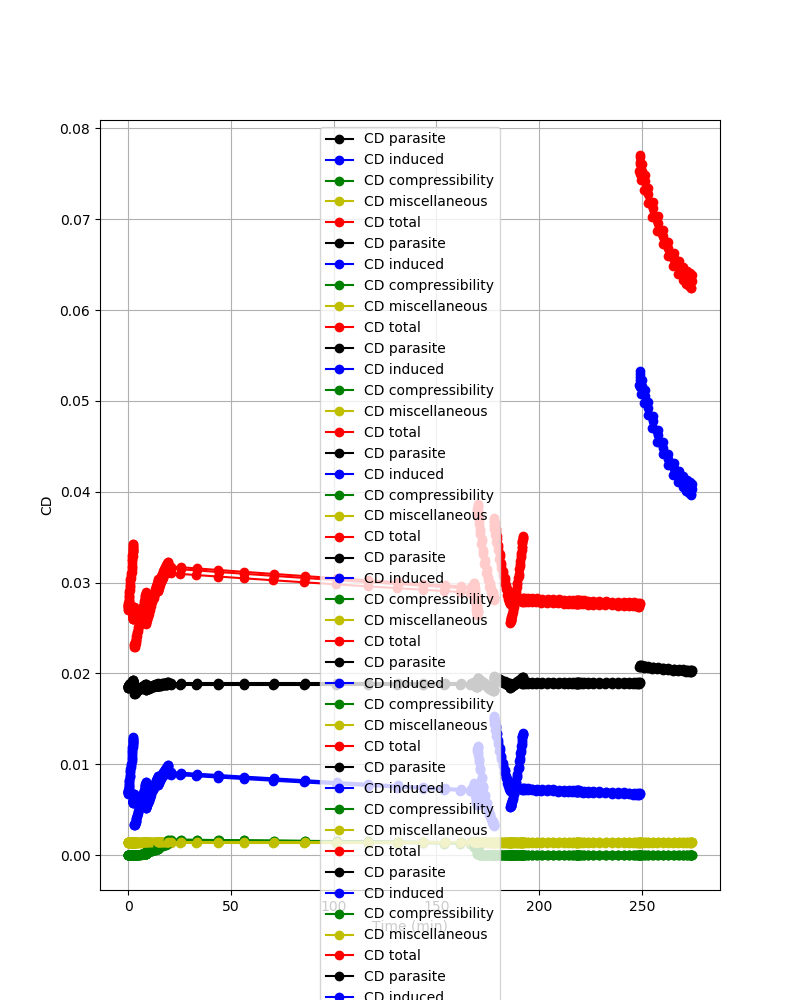 0.08
0.07
0.06
0.05
0.04
0.03
0.02
0.01
0.00
CD
0
50
100
150
200
250
Time (min)
CD parasite
CD induced
CD compressibility
CD miscellaneous
CD total
CD parasite
CD induced
CD compressibility
CD miscellaneous
CD total
CD parasite
CD induced
CD compressibility
CD miscellaneous
CD total
CD parasite
CD induced
CD compressibility
CD miscellaneous
CD total
CD parasite
CD induced
CD compressibility
CD miscellaneous
CD total
CD parasite
CD induced
CD compressibility
CD miscellaneous
CD total
CD parasite
CD induced
CD compressibility
CD miscellaneous
CD total
CD parasite
CD induced
CD compressibility
CD miscellaneous
CD total
CD parasite
CD induced